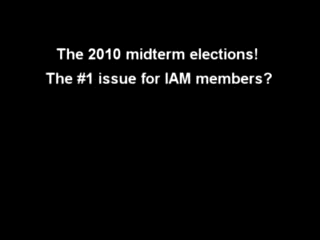 The 2010 midterm elections!
The #1 issue for IAM members?